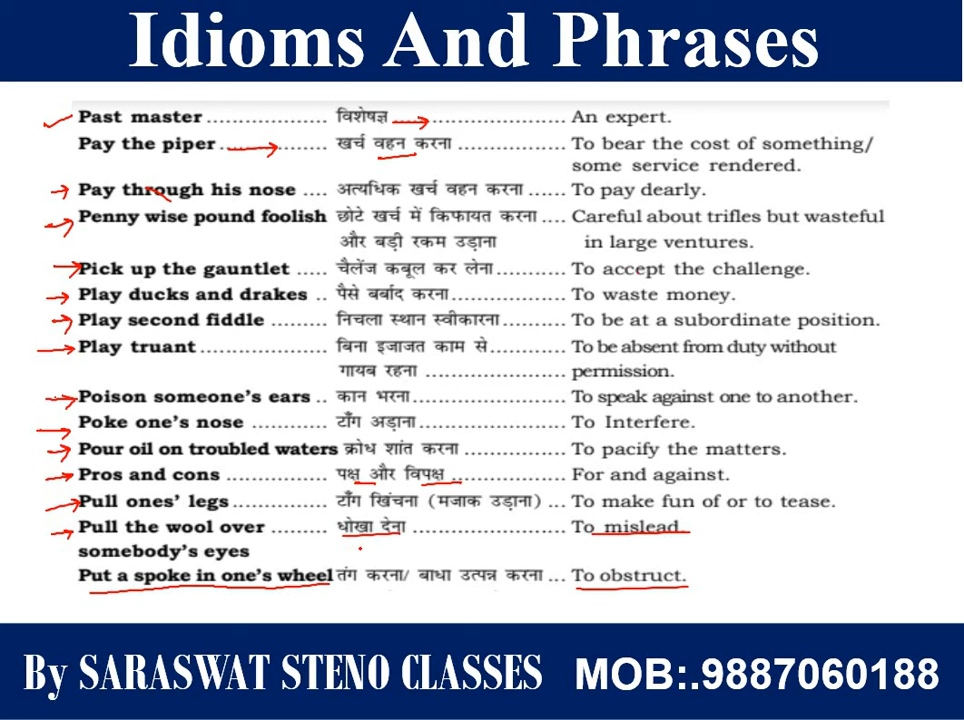 Idioms And Phrases
Past master .................... विशेषज्ञ ........................ An expert.
Pay the piper ................. खर्च वहन करना .................. To bear the cost of something/
some service rendered.
Pay through his nose .... अत्यधिक खर्च वहन करना ...... To pay dearly.
Penny wise pound foolish छोटे खर्च में किफायत करना .... Careful about trifles but wasteful
और बड़ी रकम उड़ाना in large ventures.
Pick up the gauntlet ..... चैलेंज कबूल कर लेना ........... To accept the challenge.
Play ducks and drakes .. पैसे बर्बाद करना .................. To waste money.
Play second fiddle ......... निचला स्थान स्वीकारना .......... To be at a subordinate position.
Play truant .................... बिना इजाजत काम से ............ To be absent from duty without
गायब रहना ...................... permission.
Poison someone's ears .. कान भरना ........................ To speak against one to another.
Poke one's nose ............ टाँग अड़ाना ........................ To Interfere.
Pour oil on troubled waters क्रोध शांत करना .................. To pacify the matters.
Pros and cons ................ पक्ष और विपक्ष .................. For and against.
Pull ones' legs ............... टाँग खिंचना (मजाक उड़ाना) ... To make fun of or to tease.
Pull the wool over ......... धोखा देना ........................ To mislead.
somebody's eyes
Put a spoke in one's wheel तंग करना/ बाधा उत्पन्न करना ... To obstruct.
By SARASWAT STENO CLASSES MOB:.9887060188